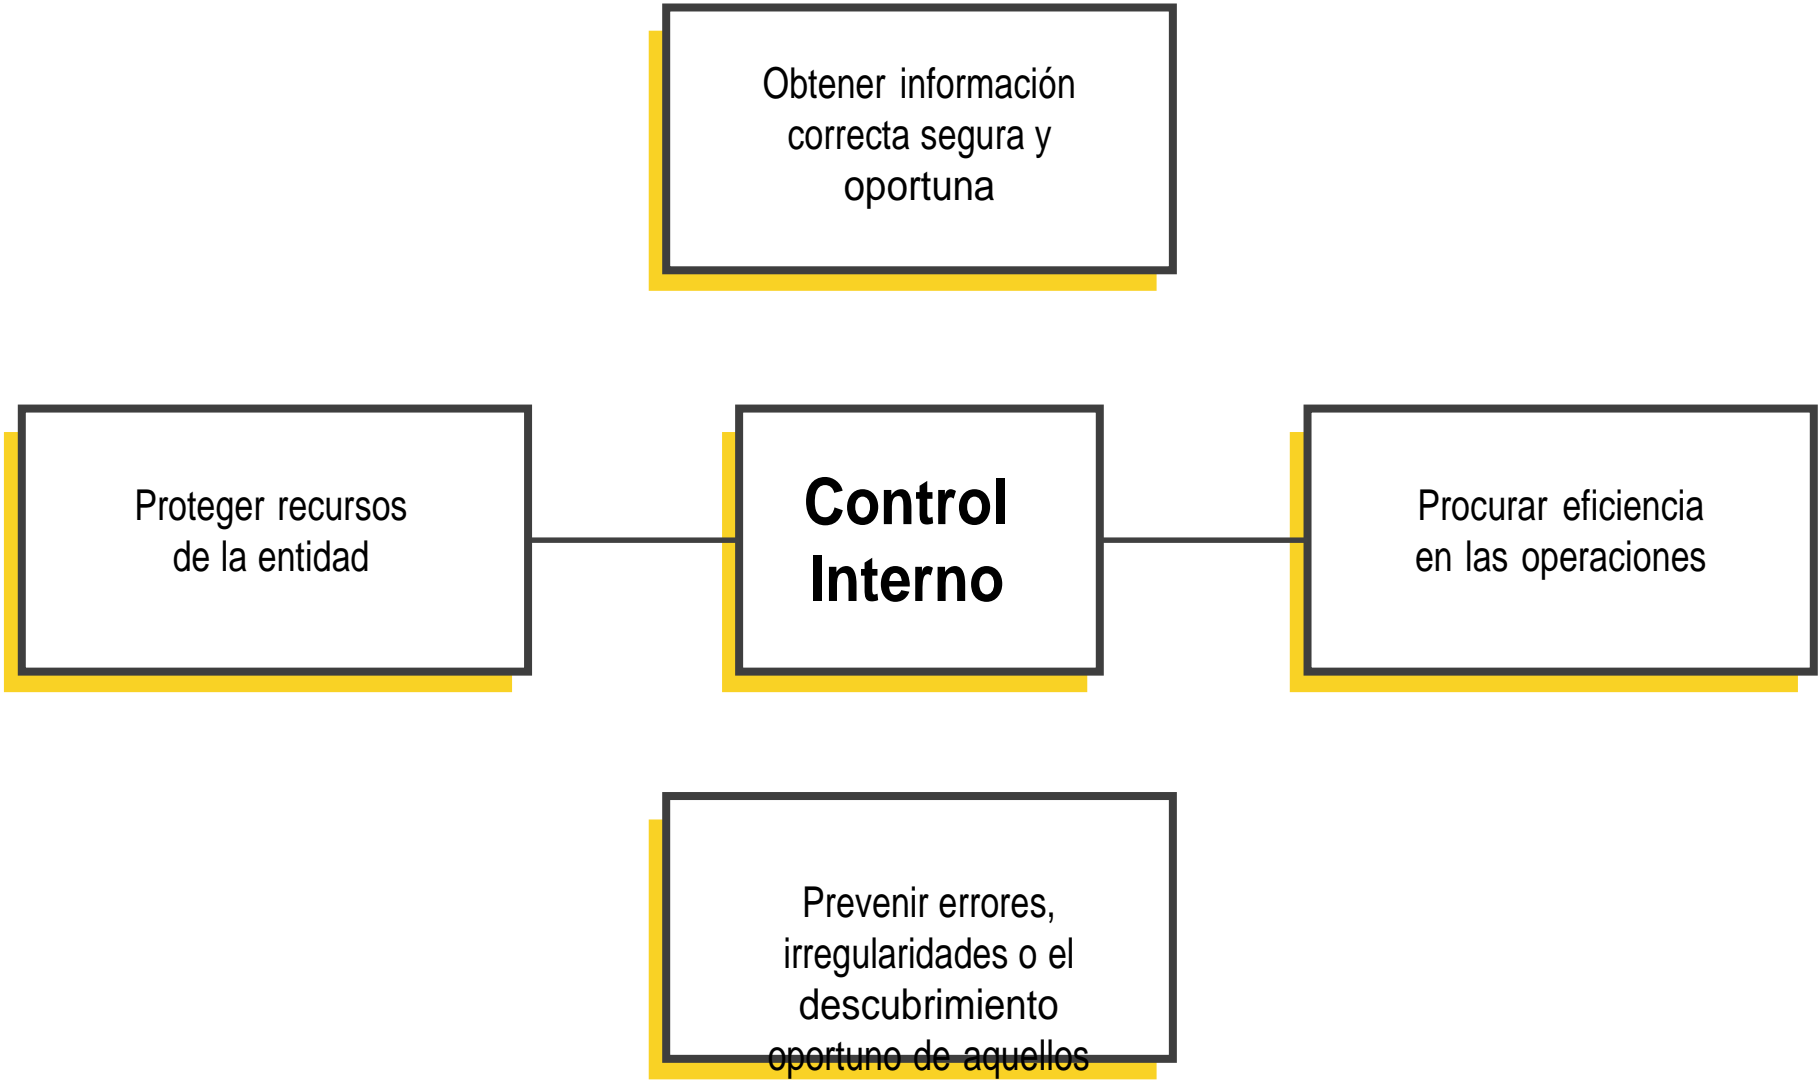 Obtener información
correcta segura y
oportuna
Proteger recursos
de la entidad
Control
Interno
Procurar eficiencia
en las operaciones
Prevenir errores,
irregularidades o el
descubrimiento
oportuno de aquellos